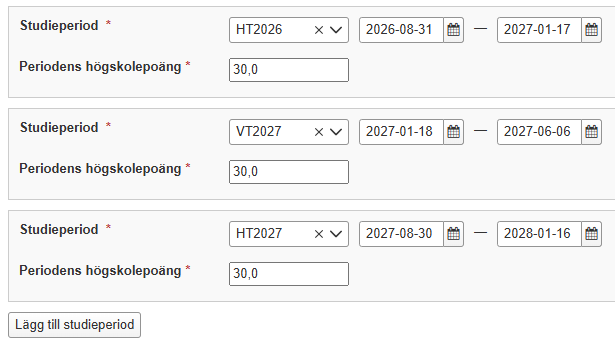 Studieperiod * HT2026 2026-08-31 — 2027-01-17
Periodens högskolepoäng * 30,0
Studieperiod * VT2027 2027-01-18 — 2027-06-06
Periodens högskolepoäng * 30,0
Studieperiod * HT2027 2027-08-30 — 2028-01-16
Periodens högskolepoäng * 30,0
Lägg till studieperiod